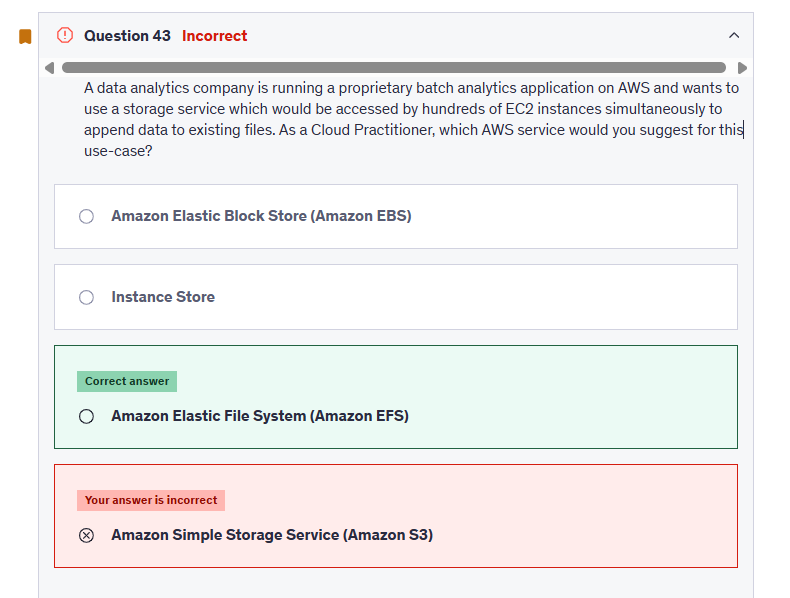 Question 43 Incorrect
A data analytics company is running a proprietary batch analytics application on AWS and wants to
use a storage service which would be accessed by hundreds of EC2 instances simultaneously to
append data to existing files. As a Cloud Practitioner, which AWS service would you suggest for this
use-case?
Amazon Elastic Block Store (Amazon EBS)
Instance Store
Correct answer
Amazon Elastic File System (Amazon EFS)
Your answer is incorrect
Amazon Simple Storage Service (Amazon S3)